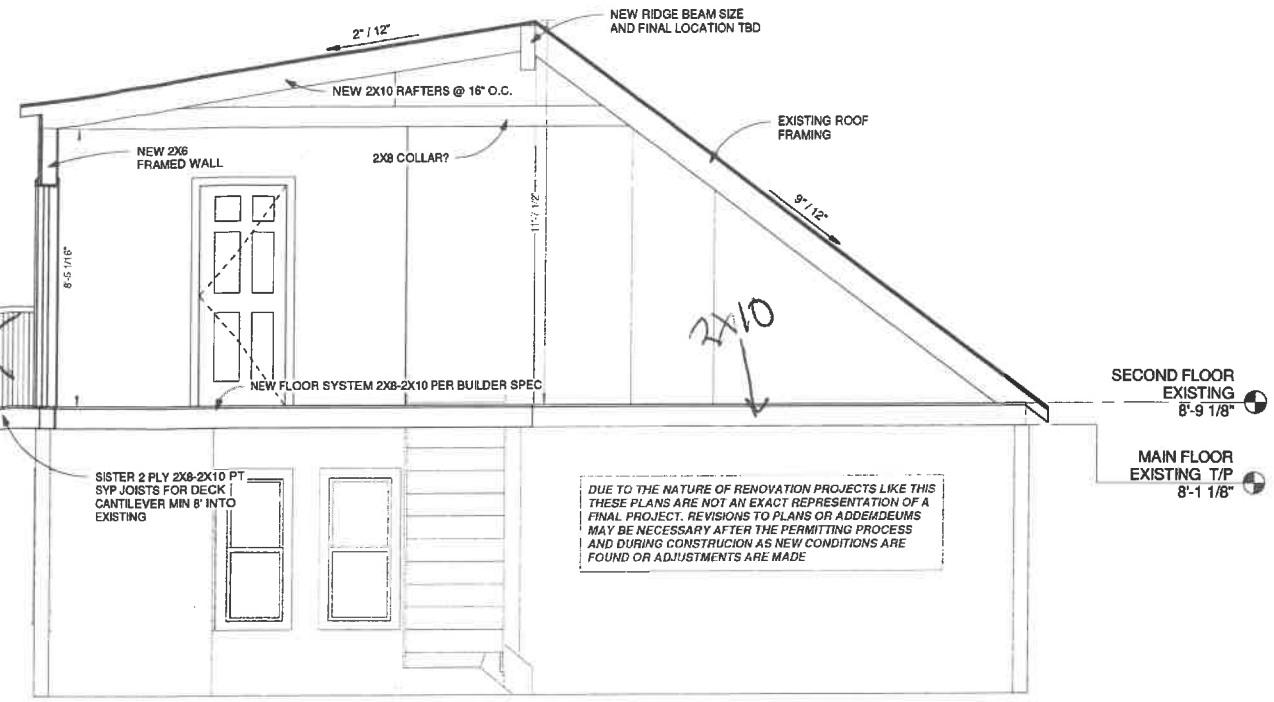 NEW RIDGE BEAM SIZE
AND FINAL LOCATION TBD
2" / 12"
NEW 2X10 RAFTERS @ 16" O.C.
EXISTING ROOF
FRAMING
NEW 2X6
FRAMED WALL
2X8 COLLAR?
9" / 12"
11'-7 1/2"
8'-5 1/16"
2X10
NEW FLOOR SYSTEM 2X8-2X10 PER BUILDER SPEC
SECOND FLOOR
EXISTING
8'-9 1/8"
MAIN FLOOR
EXISTING T/P
8'-1 1/8"
SISTER 2 PLY 2X8-2X10 PT
SYP JOISTS FOR DECK
CANTILEVER MIN 8' INTO
EXISTING
DUE TO THE NATURE OF RENOVATION PROJECTS LIKE THIS
THESE PLANS ARE NOT AN EXACT REPRESENTATION OF A
FINAL PROJECT. REVISIONS TO PLANS OR ADDEMDEUMS
MAY BE NECESSARY AFTER THE PERMITTING PROCESS
AND DURING CONSTRUCION AS NEW CONDITIONS ARE
FOUND OR ADJUSTMENTS ARE MADE